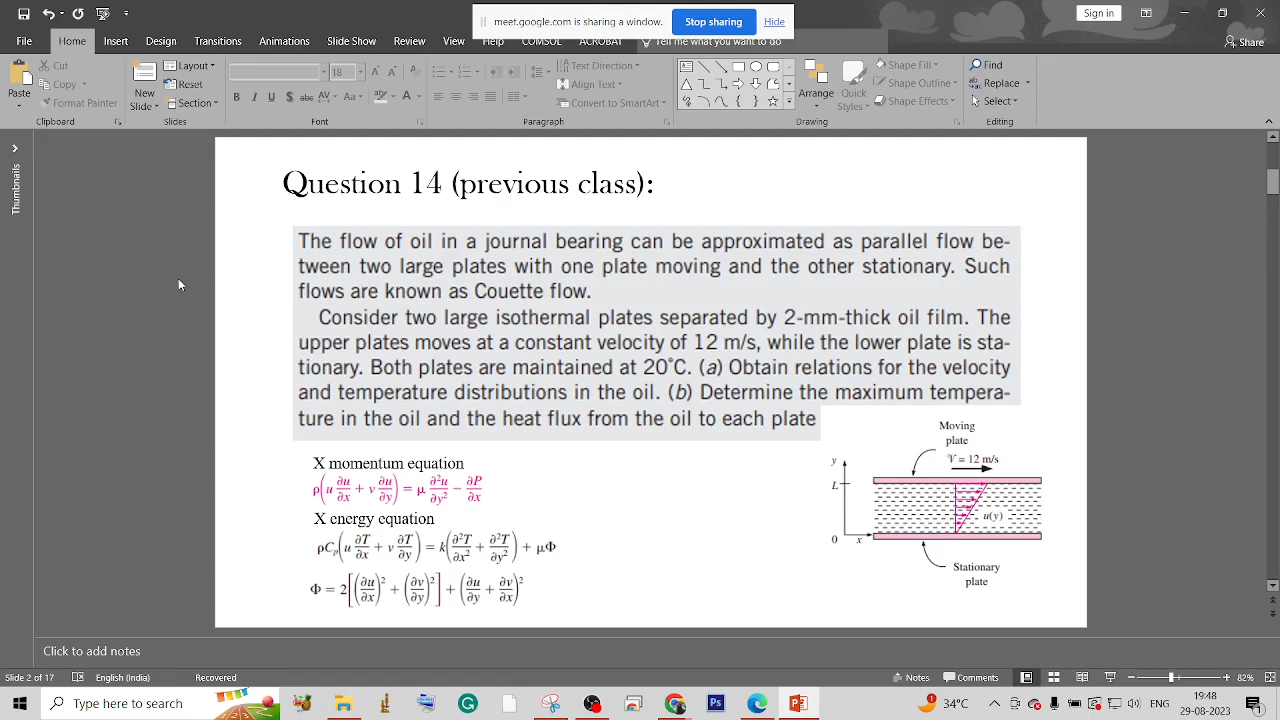 meet.google.com is sharing a window. Stop sharing Hide
Sign in
File Home Insert Design Transitions Animations Slide Show Review View Help COMSOL ACROBAT Tell me what you want to do Share
Paste Cut Copy Format Painter
New Slide Layout Reset Section
18
B I U S abc AV Aa A
Text Direction Align Text Convert to SmartArt
Arrange Quick Styles Shape Fill Shape Outline Shape Effects
Find Replace Select
Clipboard Slides Font Paragraph Drawing Editing
Thumbnails
Question 14 (previous class):
The flow of oil in a journal bearing can be approximated as parallel flow be-
tween two large plates with one plate moving and the other stationary. Such
flows are known as Couette flow.
Consider two large isothermal plates separated by 2-mm-thick oil film. The
upper plates moves at a constant velocity of 12 m/s, while the lower plate is sta-
tionary. Both plates are maintained at 20°C. (a) Obtain relations for the velocity
and temperature distributions in the oil. (b) Determine the maximum tempera-
ture in the oil and the heat flux from the oil to each plate
X momentum equation
ρ(u ∂u/∂x + v ∂u/∂y) = μ ∂²u/∂y² − ∂P/∂x
X energy equation
ρCp(u ∂T/∂x + v ∂T/∂y) = k(∂²T/∂x² + ∂²T/∂y²) + μΦ
Φ = 2[(∂u/∂x)² + (∂v/∂y)²] + (∂u/∂y + ∂v/∂x)²
Moving
plate
y
𝒱 = 12 m/s
L
u(y)
0 x
Stationary
plate
Click to add notes
Slide 2 of 17 English (India) Recovered Notes Comments 82%
Type here to search 34°C ENG 19:48
29-08-2023